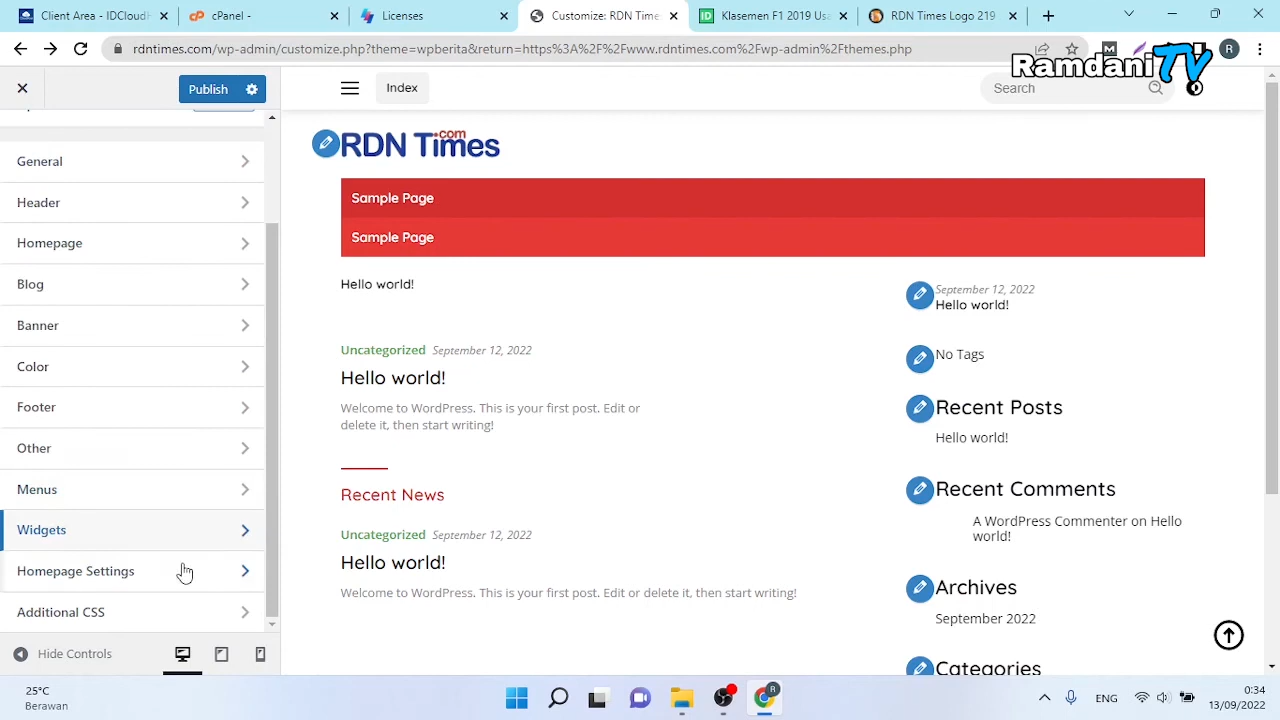 IDCloud
cPanel -
Times
Customize: RDN Tim
Klasemen F1 2019 Usa
RDN Times Logo 219
rdntimes.com/wp-admin/customize.php?theme=wpberita&return=https%3A%2F%2Fwww.rdntimes.com%2Fwp-admin%2Fthemes.php
R
RamdaniTV
Publish
Index
Search
RDN Times
.com
General
Header
Homepage
Blog
Banner
Color
Footer
Other
Menus
Widgets
Homepage Settings
Additional CSS
Hide Controls
Sample Page
Sample Page
Hello world!
Uncategorized September 12, 2022
Hello world!
Welcome to WordPress. This is your first post. Edit or
delete it, then start writing!
Recent News
Uncategorized September 12, 2022
Hello world!
Welcome to WordPress. This is your first post. Edit or delete it, then start writing!
September 12, 2022
Hello world!
No Tags
Recent Posts
Hello world!
Recent Comments
A WordPress Commenter on Hello
world!
Archives
September 2022
Categories
25°C
Berawan
R
ENG
0:34
13/09/2022